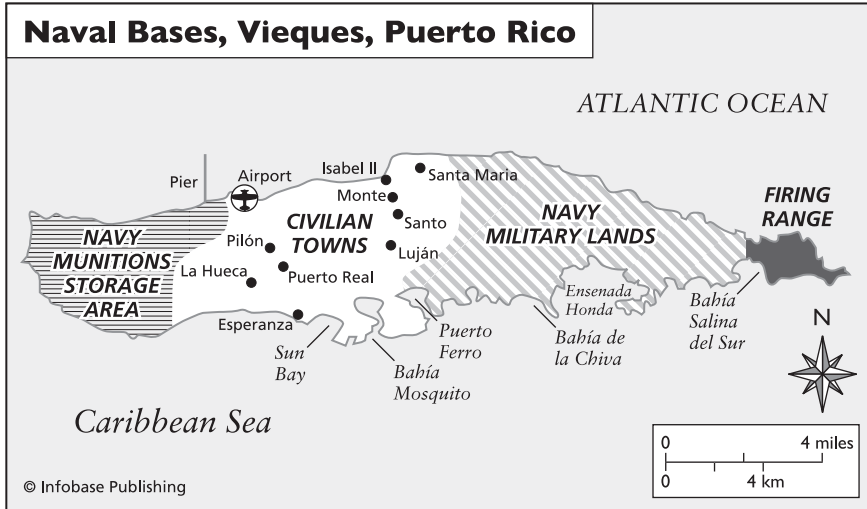 Naval Bases, Vieques, Puerto Rico
ATLANTIC OCEAN
Pier
Airport
Isabel II
Santa Maria
Monte
Santo
CIVILIAN
TOWNS
Pilón
Luján
La Hueca
Puerto Real
Esperanza
NAVY
MUNITIONS
STORAGE
AREA
NAVY
MILITARY LANDS
FIRING
RANGE
Sun
Bay
Bahía
Mosquito
Puerto
Ferro
Bahía de
la Chiva
Ensenada
Honda
Bahía
Salina
del Sur
N
Caribbean Sea
0 4 miles
0 4 km
© Infobase Publishing